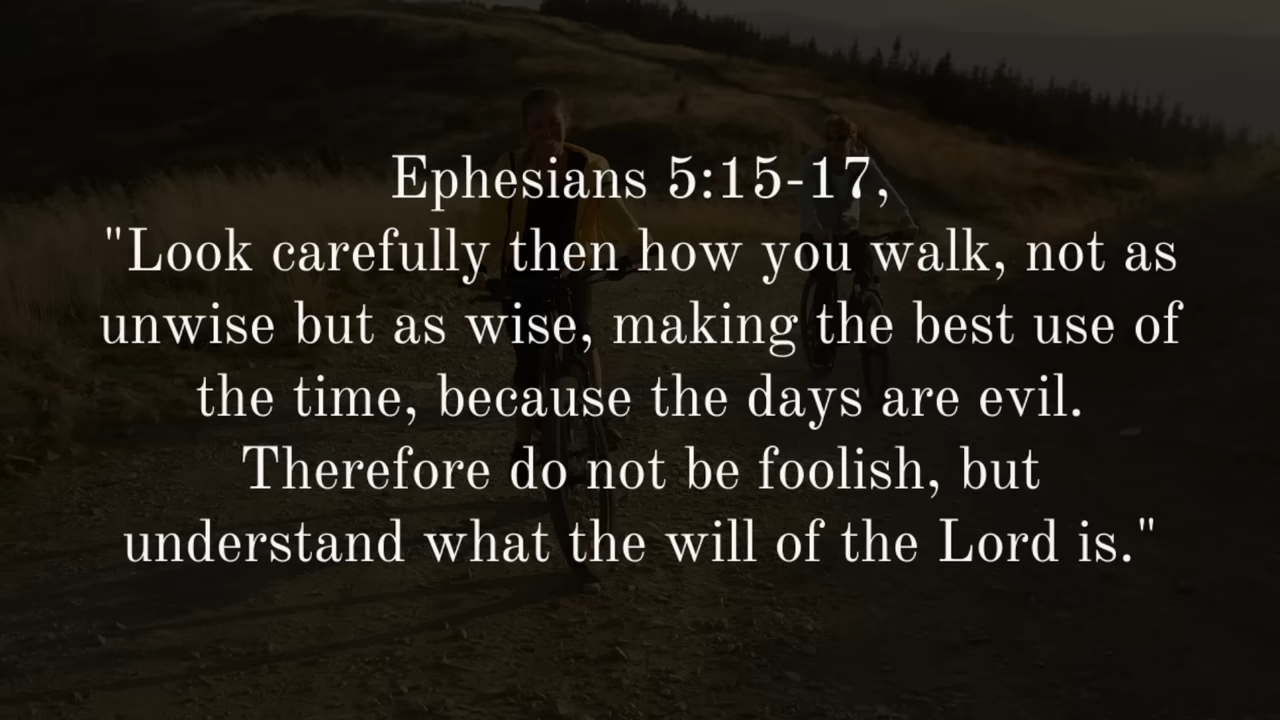 Ephesians 5:15-17,
"Look carefully then how you walk, not as
unwise but as wise, making the best use of
the time, because the days are evil.
Therefore do not be foolish, but
understand what the will of the Lord is."